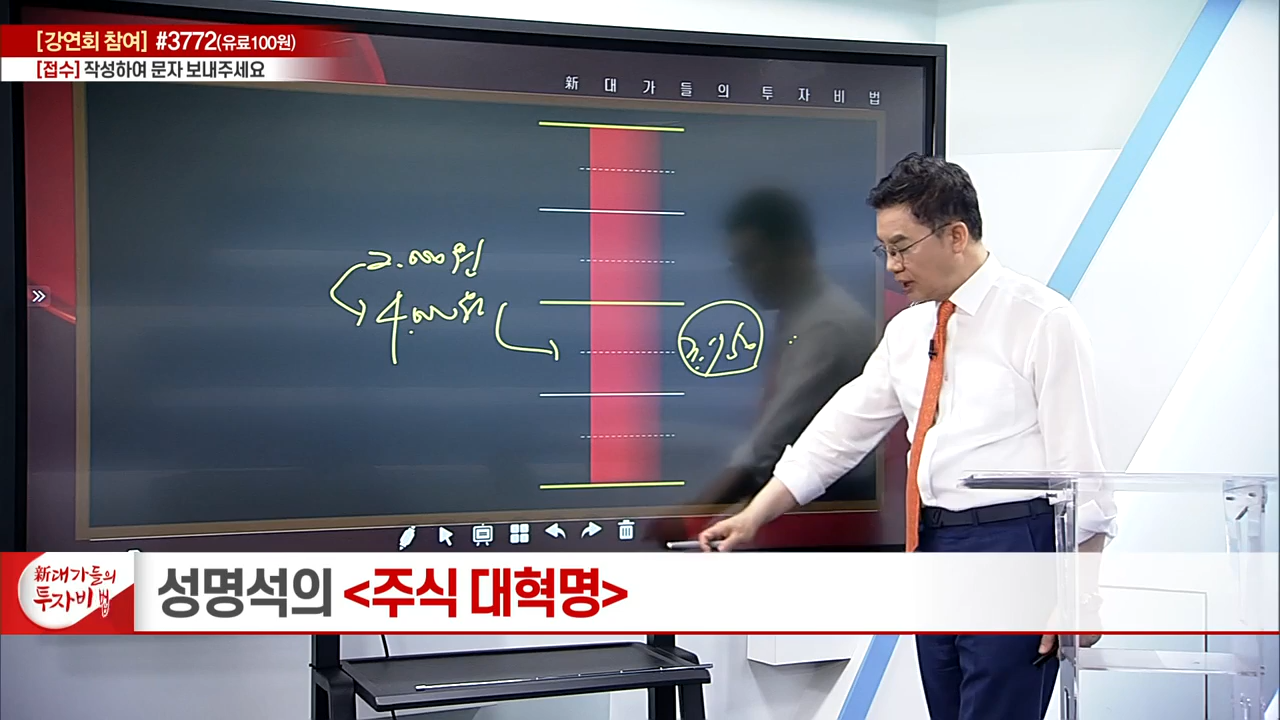 [강연회 참여] #3772(유료100원)
[접수] 작성하여 문자 보내주세요
新 대 가 들 의 투 자 비 법
2.000원
4.000원
新대가들의
투자비법
성명석의 <주식 대혁명>